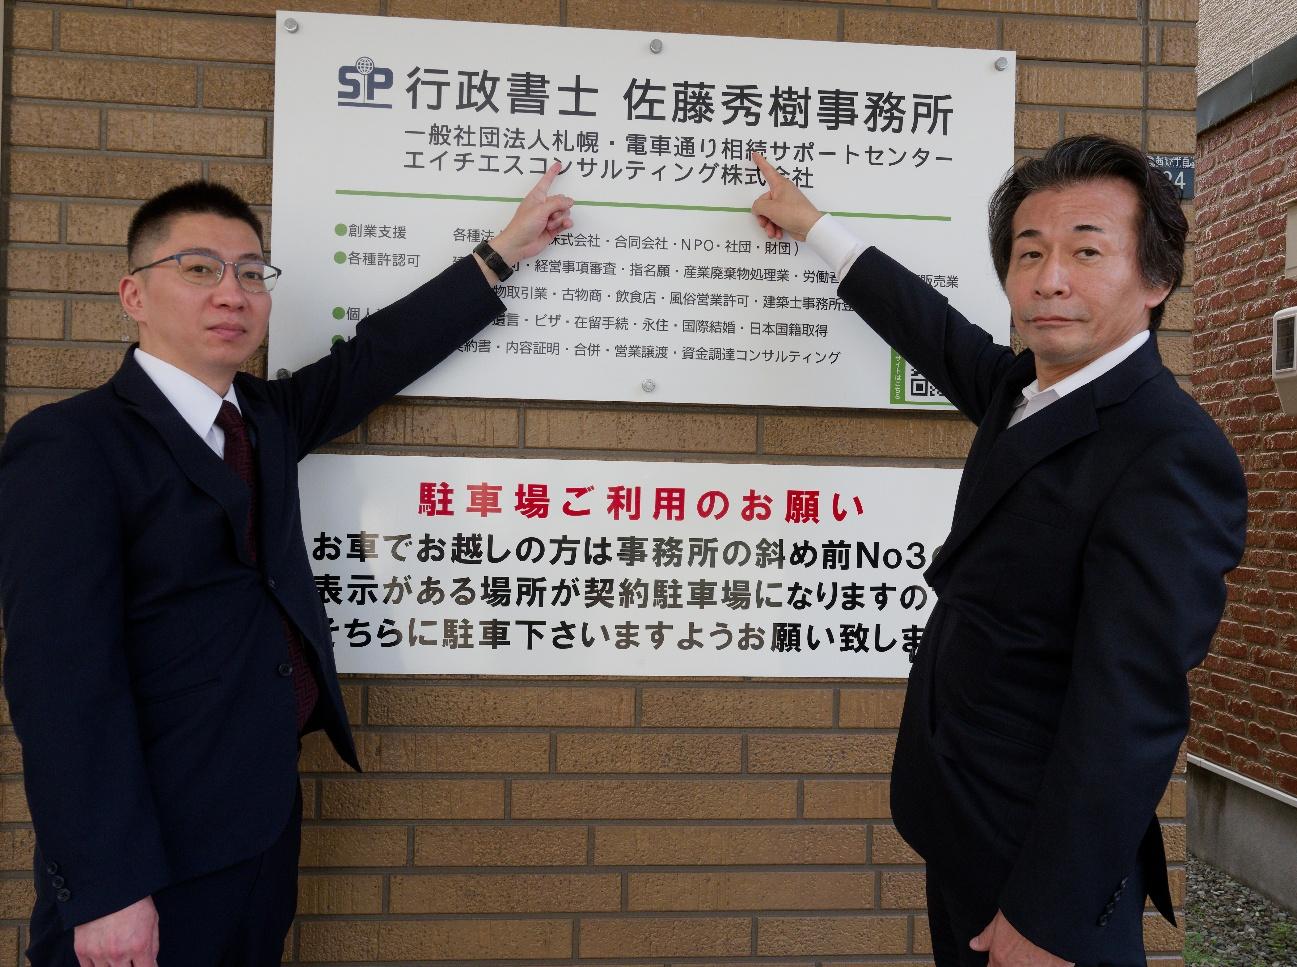 SP 行政書士 佐藤秀樹事務所
一般社団法人札幌・電車通り相続サポートセンター
エイチエスコンサルティング株式会社
●創業支援 各種法 株式会社・合同会社・NPO・社団・財団）
●各種許認可 可・経営事項審査・指名願・産業廃棄物処理業・労働 販売業
物取引業・古物商・飲食店・風俗営業許可・建築士事務所登
●個人 遺言・ビザ・在留手続・永住・国際結婚・日本国籍取得
契約書・内容証明・合併・営業譲渡・資金調達コンサルティング
駐車場ご利用のお願い
お車でお越しの方は事務所の斜め前No3
表示がある場所が契約駐車場になりますの
そちらに駐車下さいますようお願い致しま